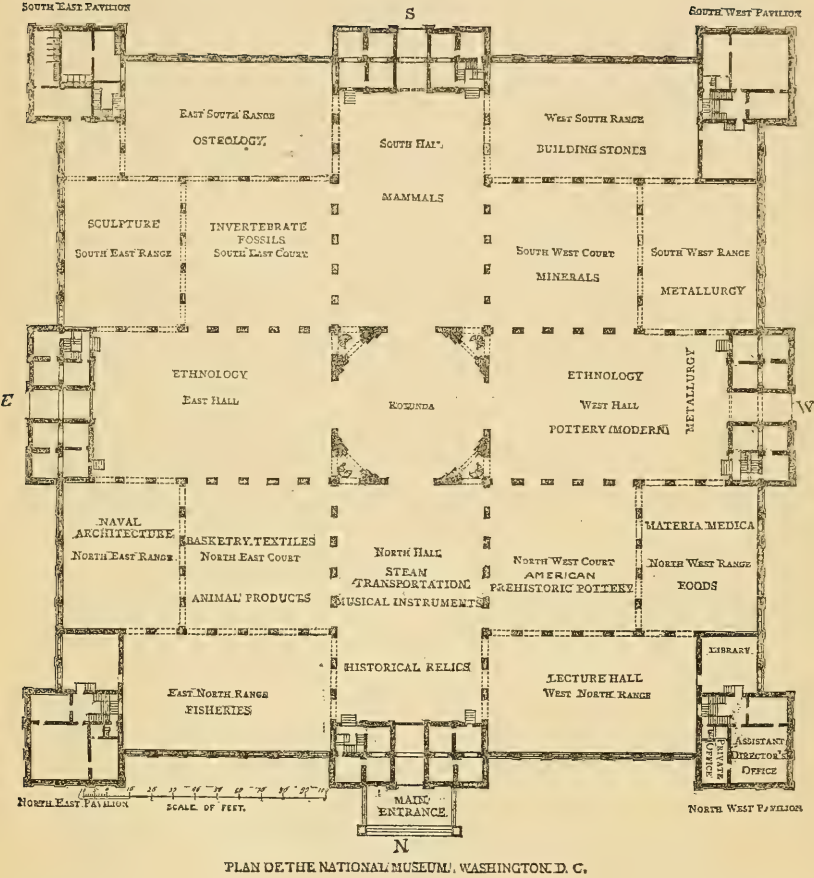 SOUTH EAST PAVILION
S
SOUTH WEST PAVILION
EAST SOUTH RANGE
OSTEOLOGY
SOUTH HALL
MAMMALS
WEST SOUTH RANGE
BUILDING STONES
SCULPTURE
SOUTH EAST RANGE
INVERTEBRATE
FOSSILS
SOUTH EAST COURT
SOUTH WEST COURT
MINERALS
SOUTH WEST RANGE
METALLURGY
E
ETHNOLOGY
EAST HALL
ROTUNDA
ETHNOLOGY
WEST HALL
POTTERY (MODERN)
METALLURGY
W
NAVAL
ARCHITECTURE
NORTH EAST RANGE
BASKETRY, TEXTILES
NORTH EAST COURT
ANIMAL PRODUCTS
NORTH HALL
STEAM
TRANSPORTATION
MUSICAL INSTRUMENTS
NORTH WEST COURT
AMERICAN
PREHISTORIC POTTERY
MATERIA MEDICA
NORTH WEST RANGE
FOODS
HISTORICAL RELICS
EAST NORTH RANGE
FISHERIES
LECTURE HALL
WEST NORTH RANGE
LIBRARY
PRIVATE
OFFICE
ASSISTANT
DIRECTOR'S
OFFICE
NORTH EAST PAVILION
SCALE OF FEET.
MAIN
ENTRANCE
NORTH WEST PAVILION
N
PLAN OF THE NATIONAL MUSEUM, WASHINGTON D. C.